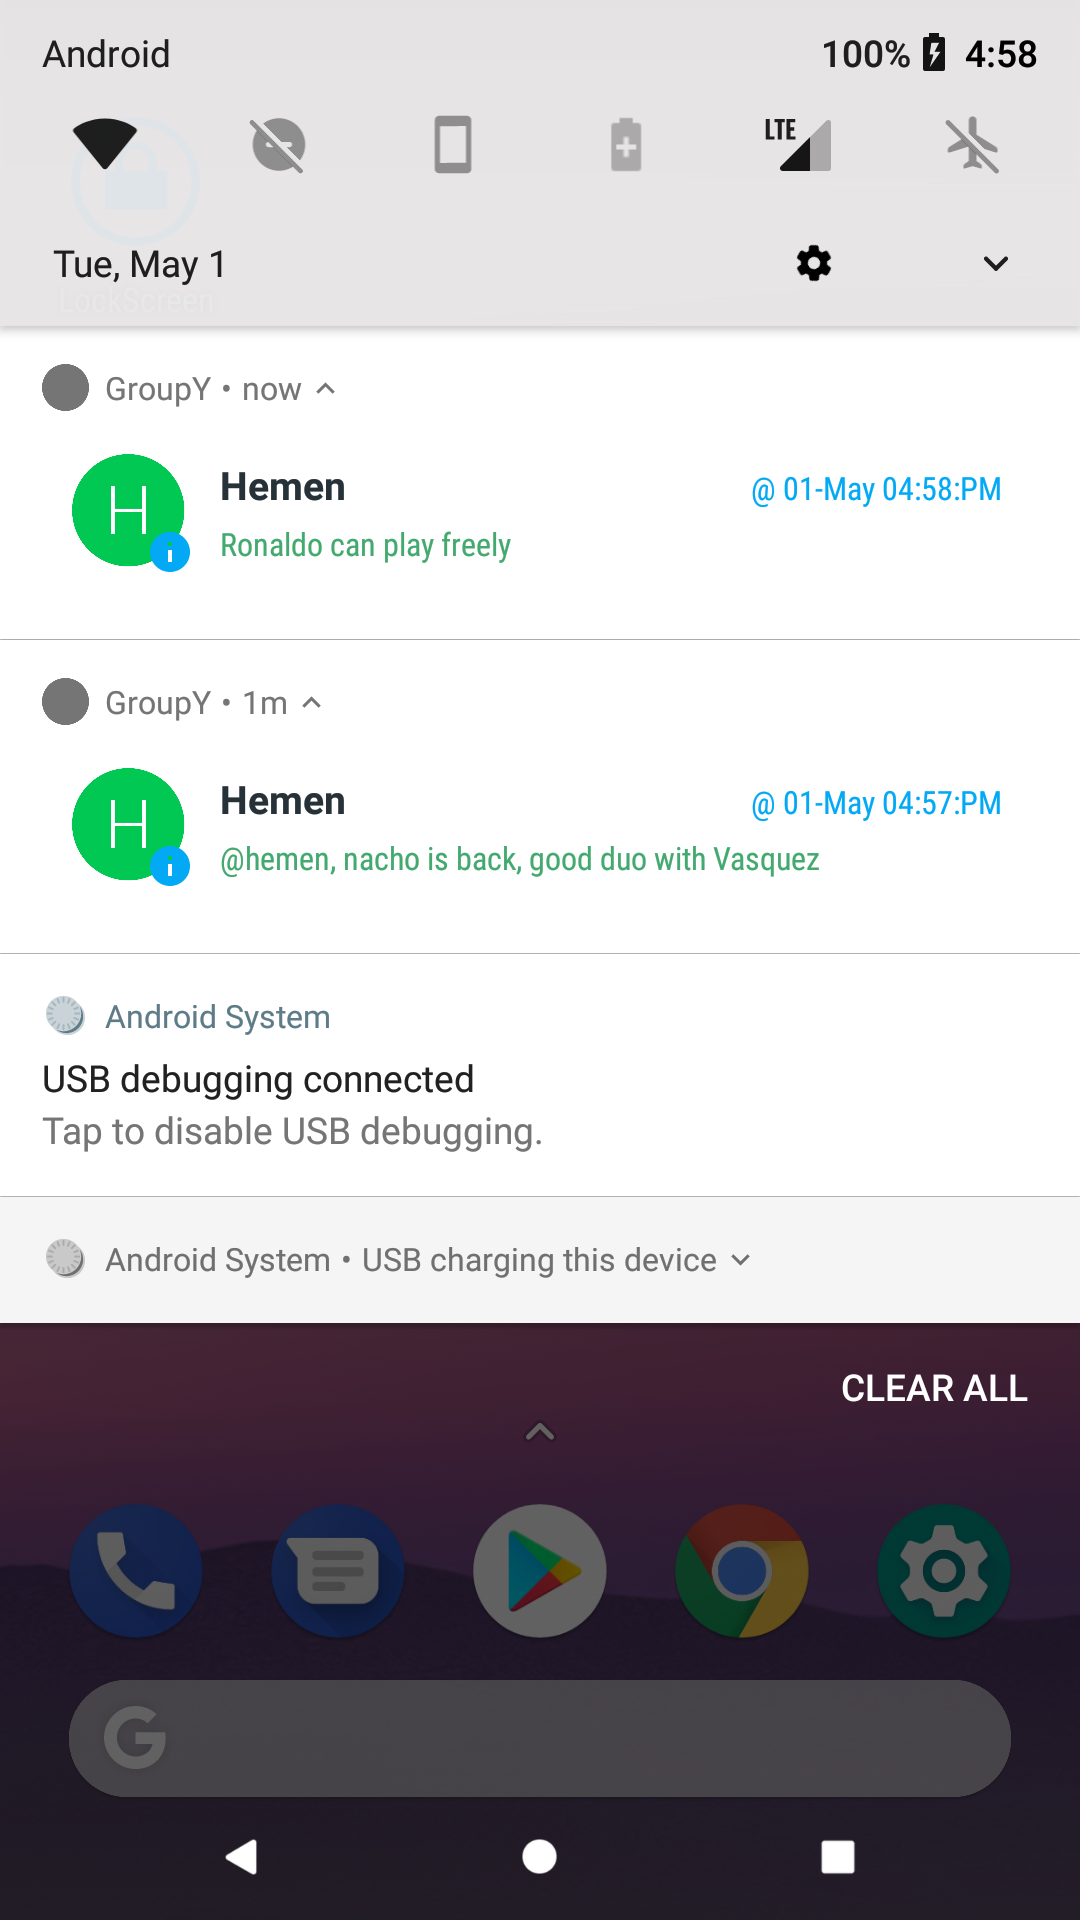 Android 100% 4:58
LTE
Tue, May 1
LockScreen
GroupY • now
H
Hemen @ 01-May 04:58:PM
Ronaldo can play freely
GroupY • 1m
H
Hemen @ 01-May 04:57:PM
@hemen, nacho is back, good duo with Vasquez
Android System
USB debugging connected
Tap to disable USB debugging.
Android System • USB charging this device
CLEAR ALL
G